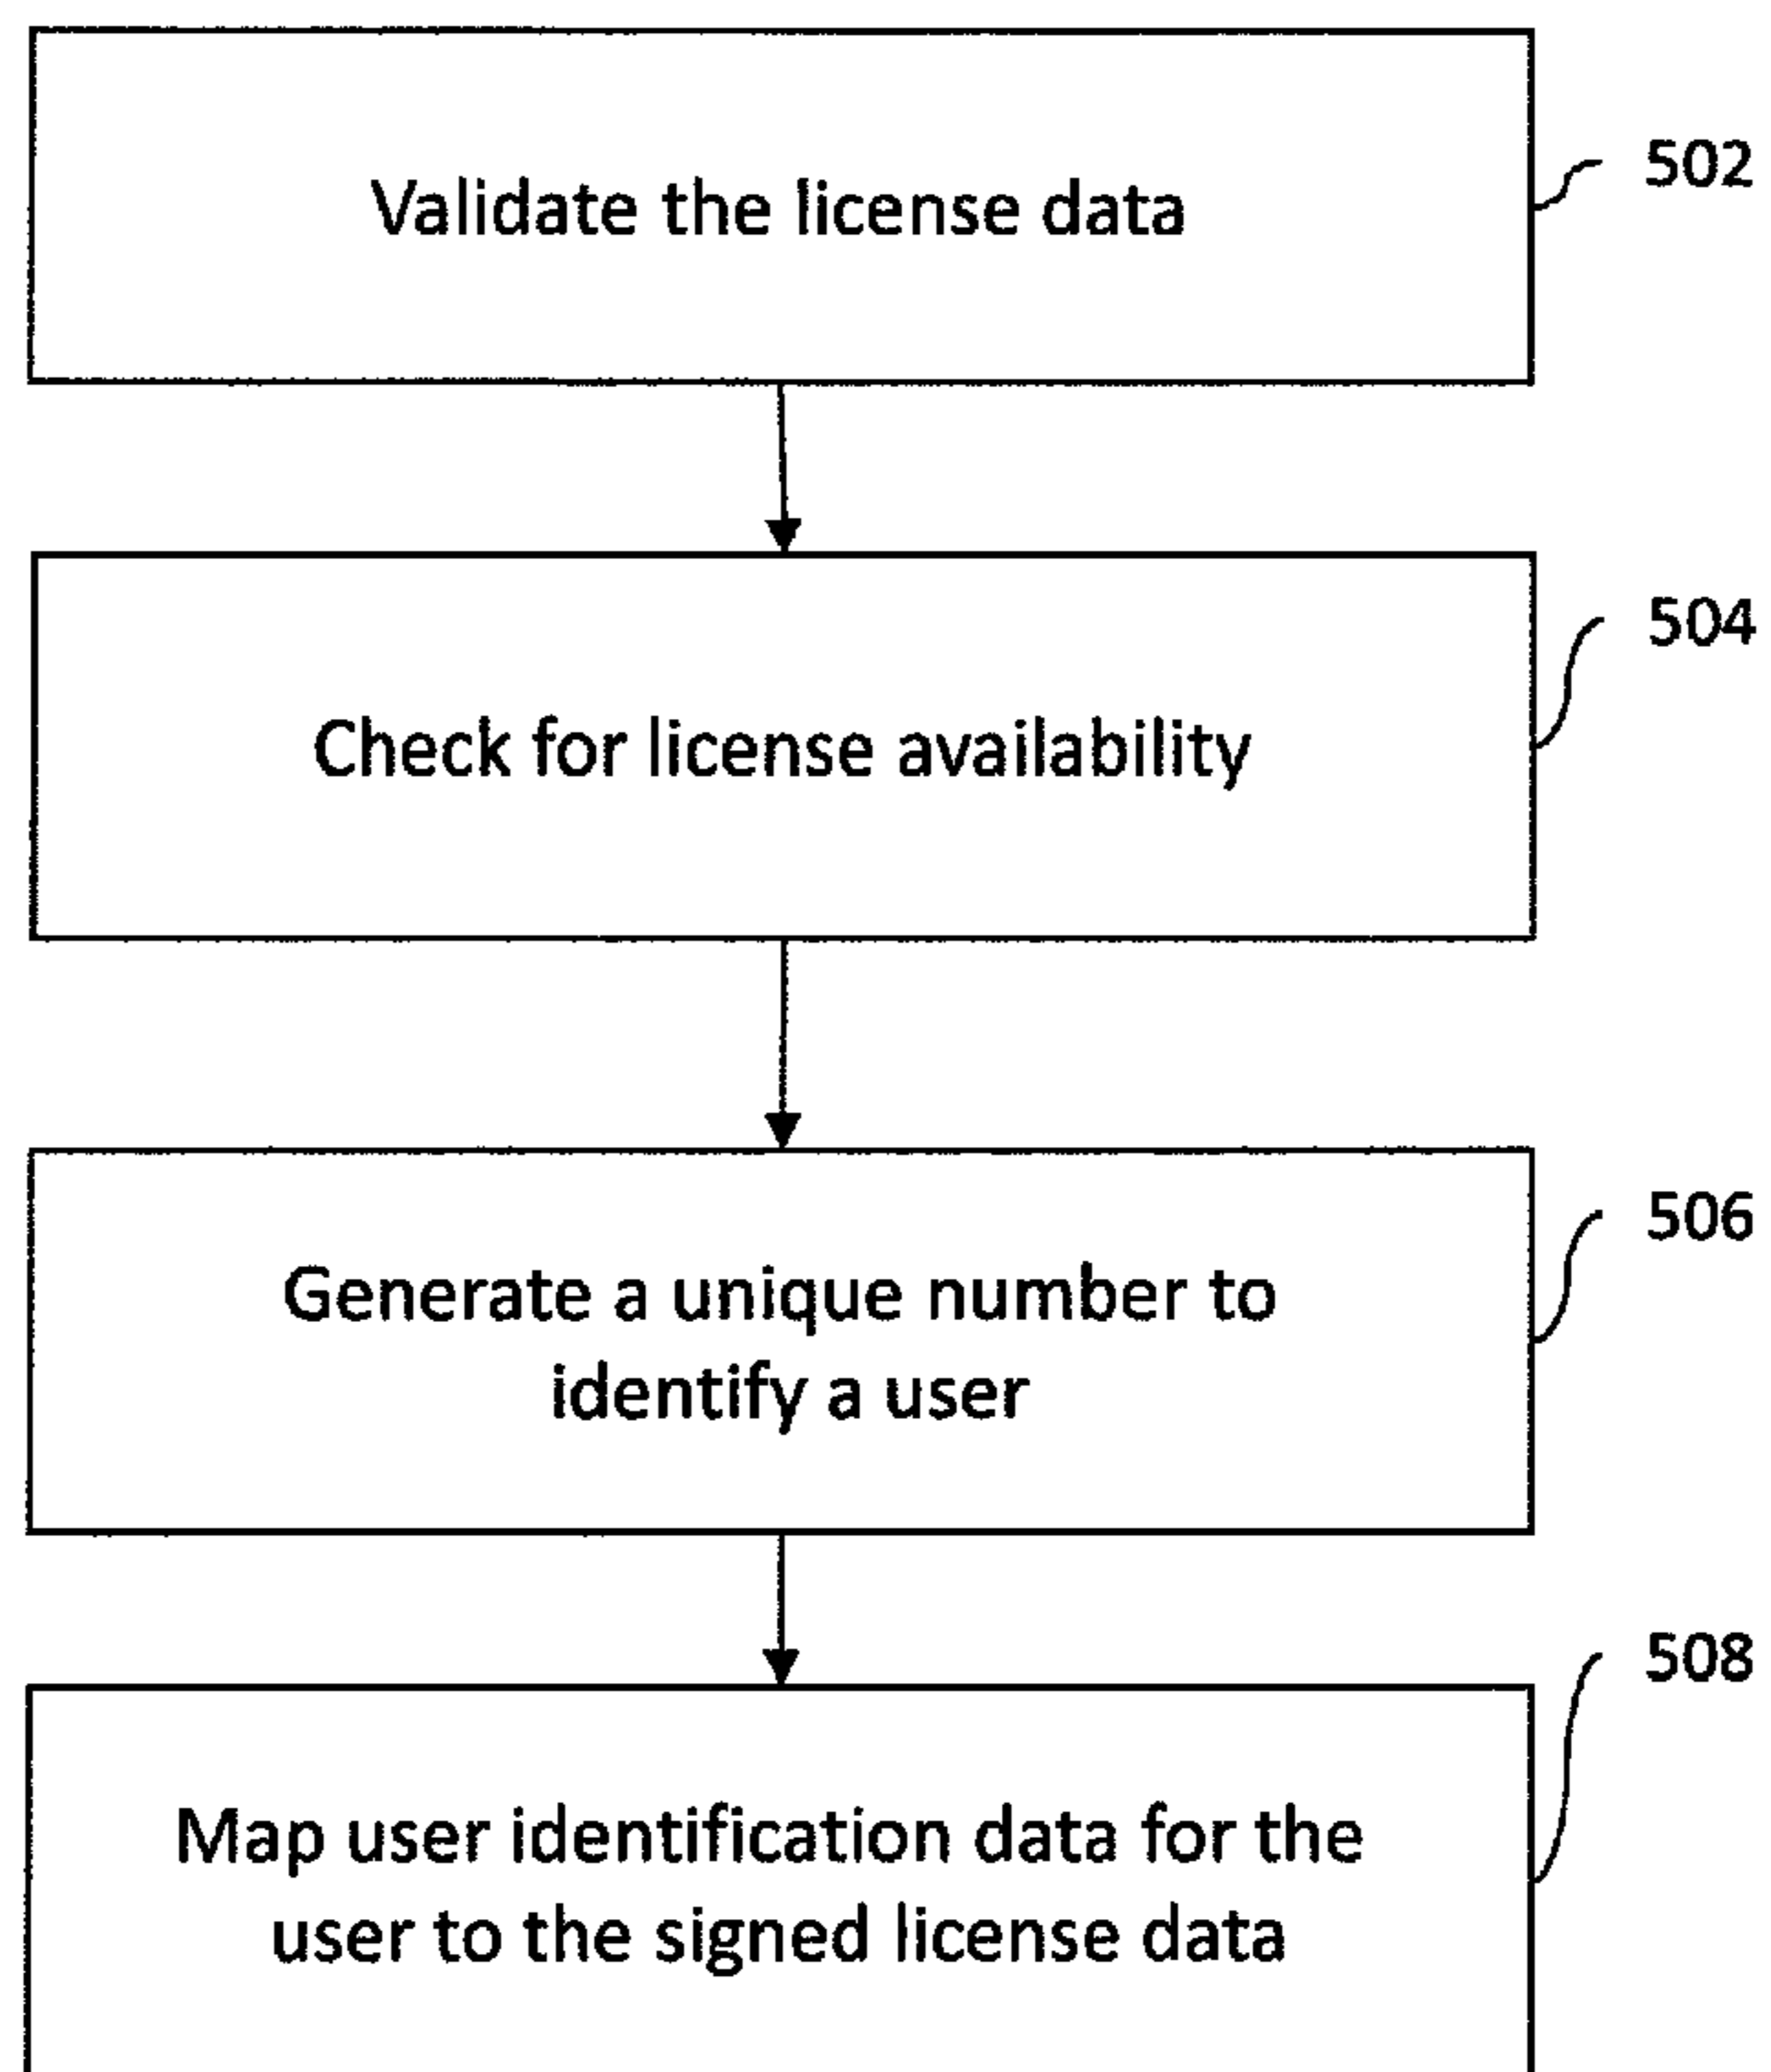 Validate the license data
502
Check for license availability
504
Generate a unique number to
identify a user
506
Map user identification data for the
user to the signed license data
508